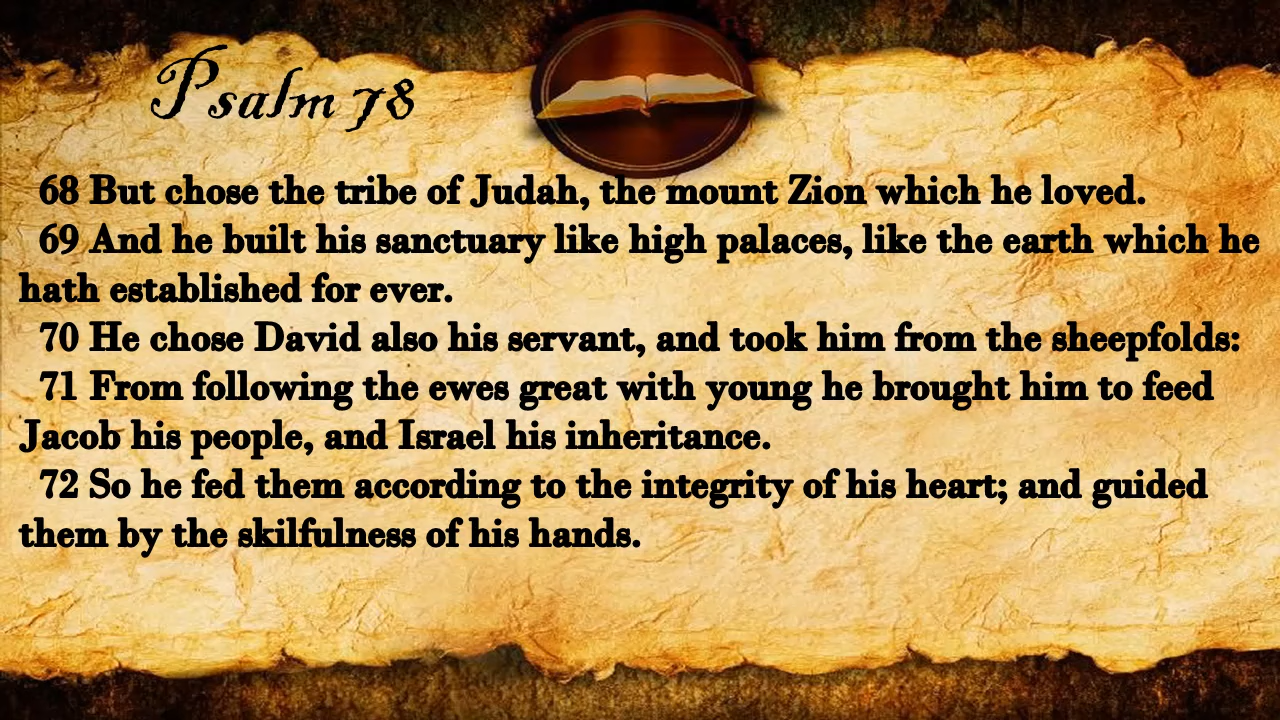 Psalm 78
68 But chose the tribe of Judah, the mount Zion which he loved.
69 And he built his sanctuary like high palaces, like the earth which he
hath established for ever.
70 He chose David also his servant, and took him from the sheepfolds:
71 From following the ewes great with young he brought him to feed
Jacob his people, and Israel his inheritance.
72 So he fed them according to the integrity of his heart; and guided
them by the skilfulness of his hands.